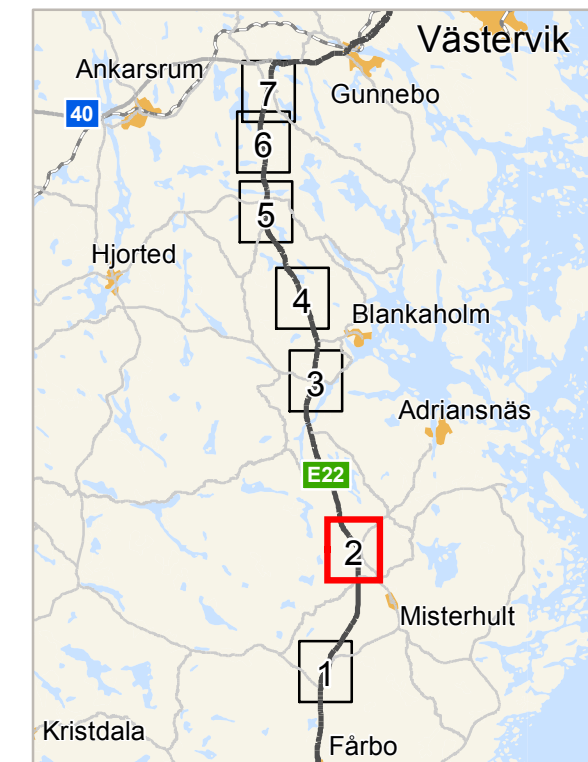 Västervik
Ankarsrum
7
Gunnebo
40
6
5
Hjorted
4
Blankaholm
3
Adriansnäs
E22
2
Misterhult
1
Kristdala
Fårbo